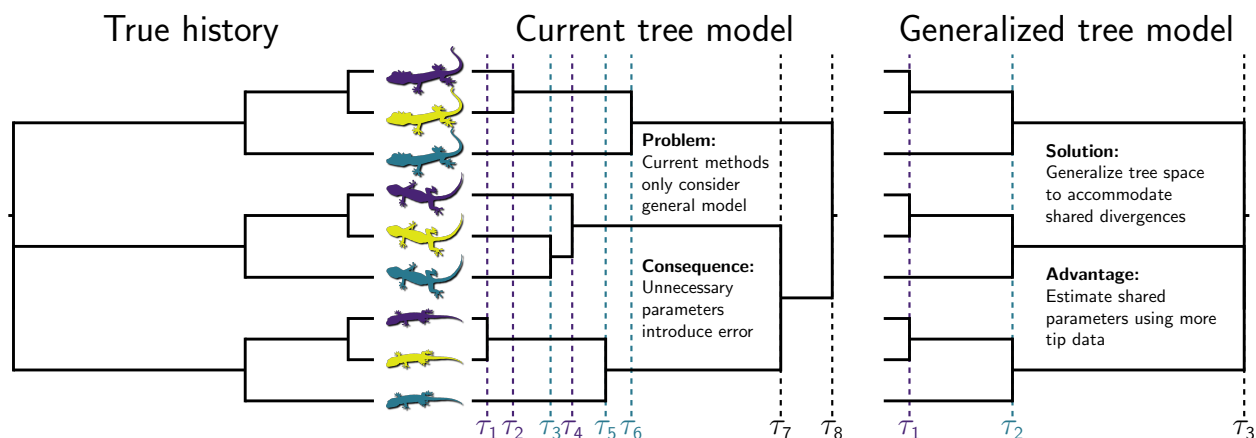 True history
Current tree model
Generalized tree model
Problem:
Current methods
only consider
general model
Consequence:
Unnecessary
parameters
introduce error
Solution:
Generalize tree space
to accommodate
shared divergences
Advantage:
Estimate shared
parameters using more
tip data
τ₁ τ₂ τ₃ τ₄ τ₅ τ₆ τ₇ τ₈
τ₁ τ₂ τ₃